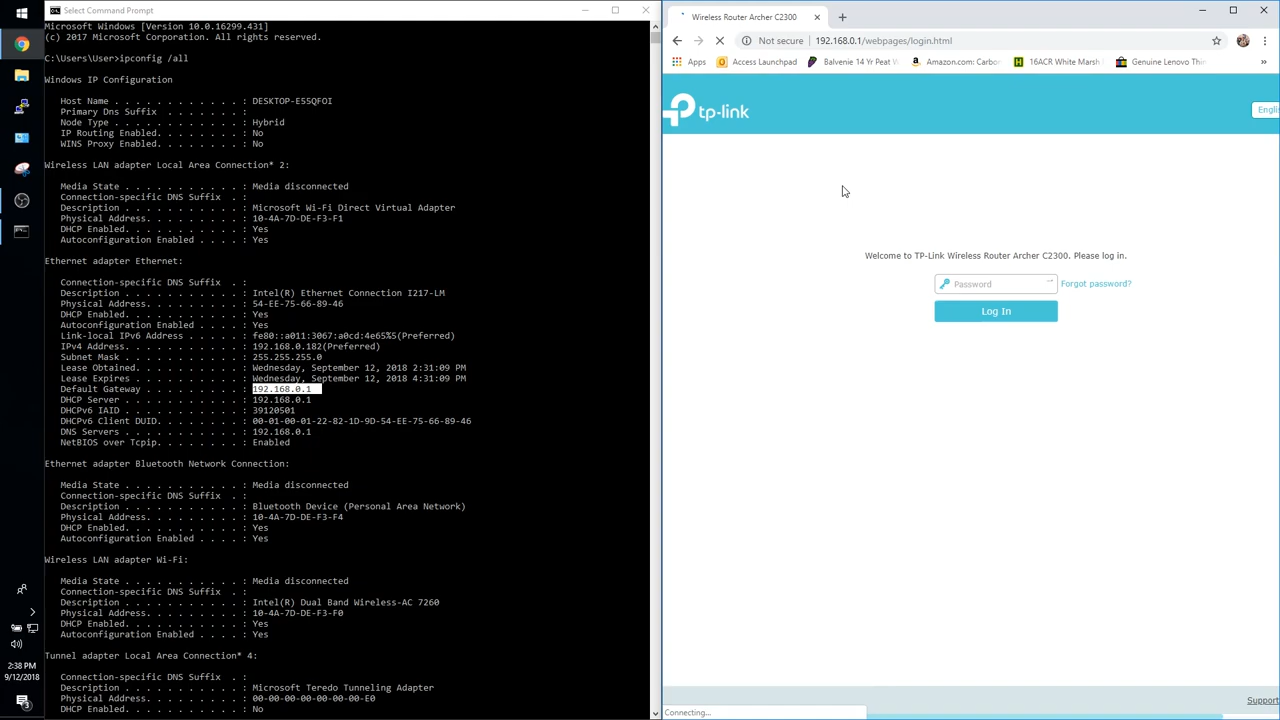 Select Command Prompt
Microsoft Windows [Version 10.0.16299.431]
(c) 2017 Microsoft Corporation. All rights reserved.
C:\Users\User>ipconfig /all
Windows IP Configuration
Host Name . . . . . . . . . . . . : DESKTOP-E55QFOI
Primary Dns Suffix  . . . . . . . :
Node Type . . . . . . . . . . . . : Hybrid
IP Routing Enabled. . . . . . . . : No
WINS Proxy Enabled. . . . . . . . : No
Wireless LAN adapter Local Area Connection* 2:
Media State . . . . . . . . . . . : Media disconnected
Connection-specific DNS Suffix  . :
Description . . . . . . . . . . . : Microsoft Wi-Fi Direct Virtual Adapter
Physical Address. . . . . . . . . : 10-4A-7D-DE-F3-F1
DHCP Enabled. . . . . . . . . . . : Yes
Autoconfiguration Enabled . . . . : Yes
Ethernet adapter Ethernet:
Connection-specific DNS Suffix  . :
Description . . . . . . . . . . . : Intel(R) Ethernet Connection I217-LM
Physical Address. . . . . . . . . : 54-EE-75-66-89-46
DHCP Enabled. . . . . . . . . . . : Yes
Autoconfiguration Enabled . . . . : Yes
Link-local IPv6 Address . . . . . : fe80::a011:3067:a0cd:4e65%5(Preferred)
IPv4 Address. . . . . . . . . . . : 192.168.0.182(Preferred)
Subnet Mask . . . . . . . . . . . : 255.255.255.0
Lease Obtained. . . . . . . . . . : Wednesday, September 12, 2018 2:31:09 PM
Lease Expires . . . . . . . . . . : Wednesday, September 12, 2018 4:31:09 PM
Default Gateway . . . . . . . . . : 192.168.0.1
DHCP Server . . . . . . . . . . . : 192.168.0.1
DHCPv6 IAID . . . . . . . . . . . : 39120501
DHCPv6 Client DUID. . . . . . . . : 00-01-00-01-22-82-1D-9D-54-EE-75-66-89-46
DNS Servers . . . . . . . . . . . : 192.168.0.1
NetBIOS over Tcpip. . . . . . . . : Enabled
Ethernet adapter Bluetooth Network Connection:
Media State . . . . . . . . . . . : Media disconnected
Connection-specific DNS Suffix  . :
Description . . . . . . . . . . . : Bluetooth Device (Personal Area Network)
Physical Address. . . . . . . . . : 10-4A-7D-DE-F3-F4
DHCP Enabled. . . . . . . . . . . : Yes
Autoconfiguration Enabled . . . . : Yes
Wireless LAN adapter Wi-Fi:
Media State . . . . . . . . . . . : Media disconnected
Connection-specific DNS Suffix  . :
Description . . . . . . . . . . . : Intel(R) Dual Band Wireless-AC 7260
Physical Address. . . . . . . . . : 10-4A-7D-DE-F3-F0
DHCP Enabled. . . . . . . . . . . : Yes
Autoconfiguration Enabled . . . . : Yes
Tunnel adapter Local Area Connection* 4:
Connection-specific DNS Suffix  . :
Description . . . . . . . . . . . : Microsoft Teredo Tunneling Adapter
Physical Address. . . . . . . . . : 00-00-00-00-00-00-00-E0
DHCP Enabled. . . . . . . . . . . : No
2:38 PM
9/12/2018
Wireless Router Archer C2300
Not secure 192.168.0.1/webpages/login.html
Apps Access Launchpad Balvenie 14 Yr Peat W Amazon.com: Carbon 16ACR White Marsh Genuine Lenovo Thin
tp-link
Englis
Welcome to TP-Link Wireless Router Archer C2300. Please log in.
Password Forgot password?
Log In
Support
Connecting...